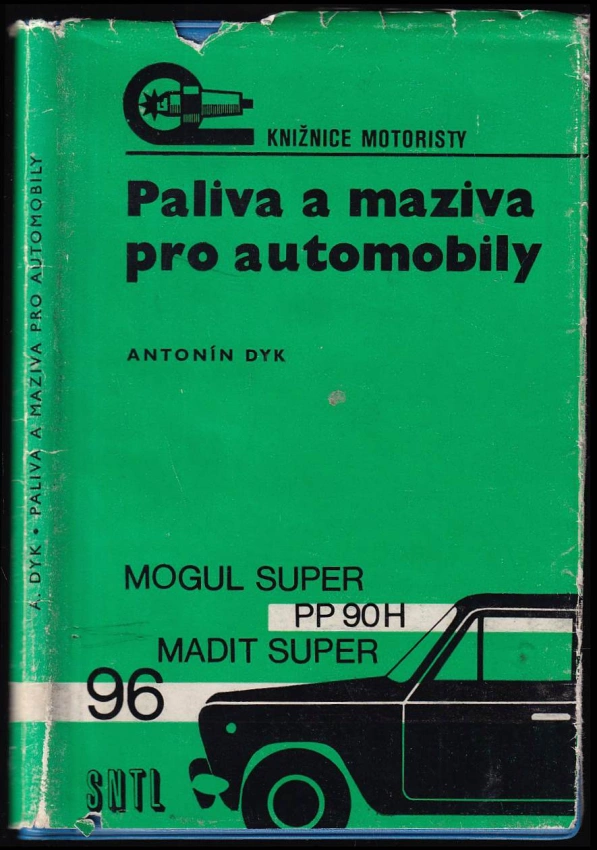 KNIŽNICE MOTORISTY
Paliva a maziva
pro automobily
ANTONÍN DYK
MOGUL SUPER
PP 90H
MADIT SUPER
96
SNTL
A. DYK • PALIVA A MAZIVA PRO AUTOMOBILY